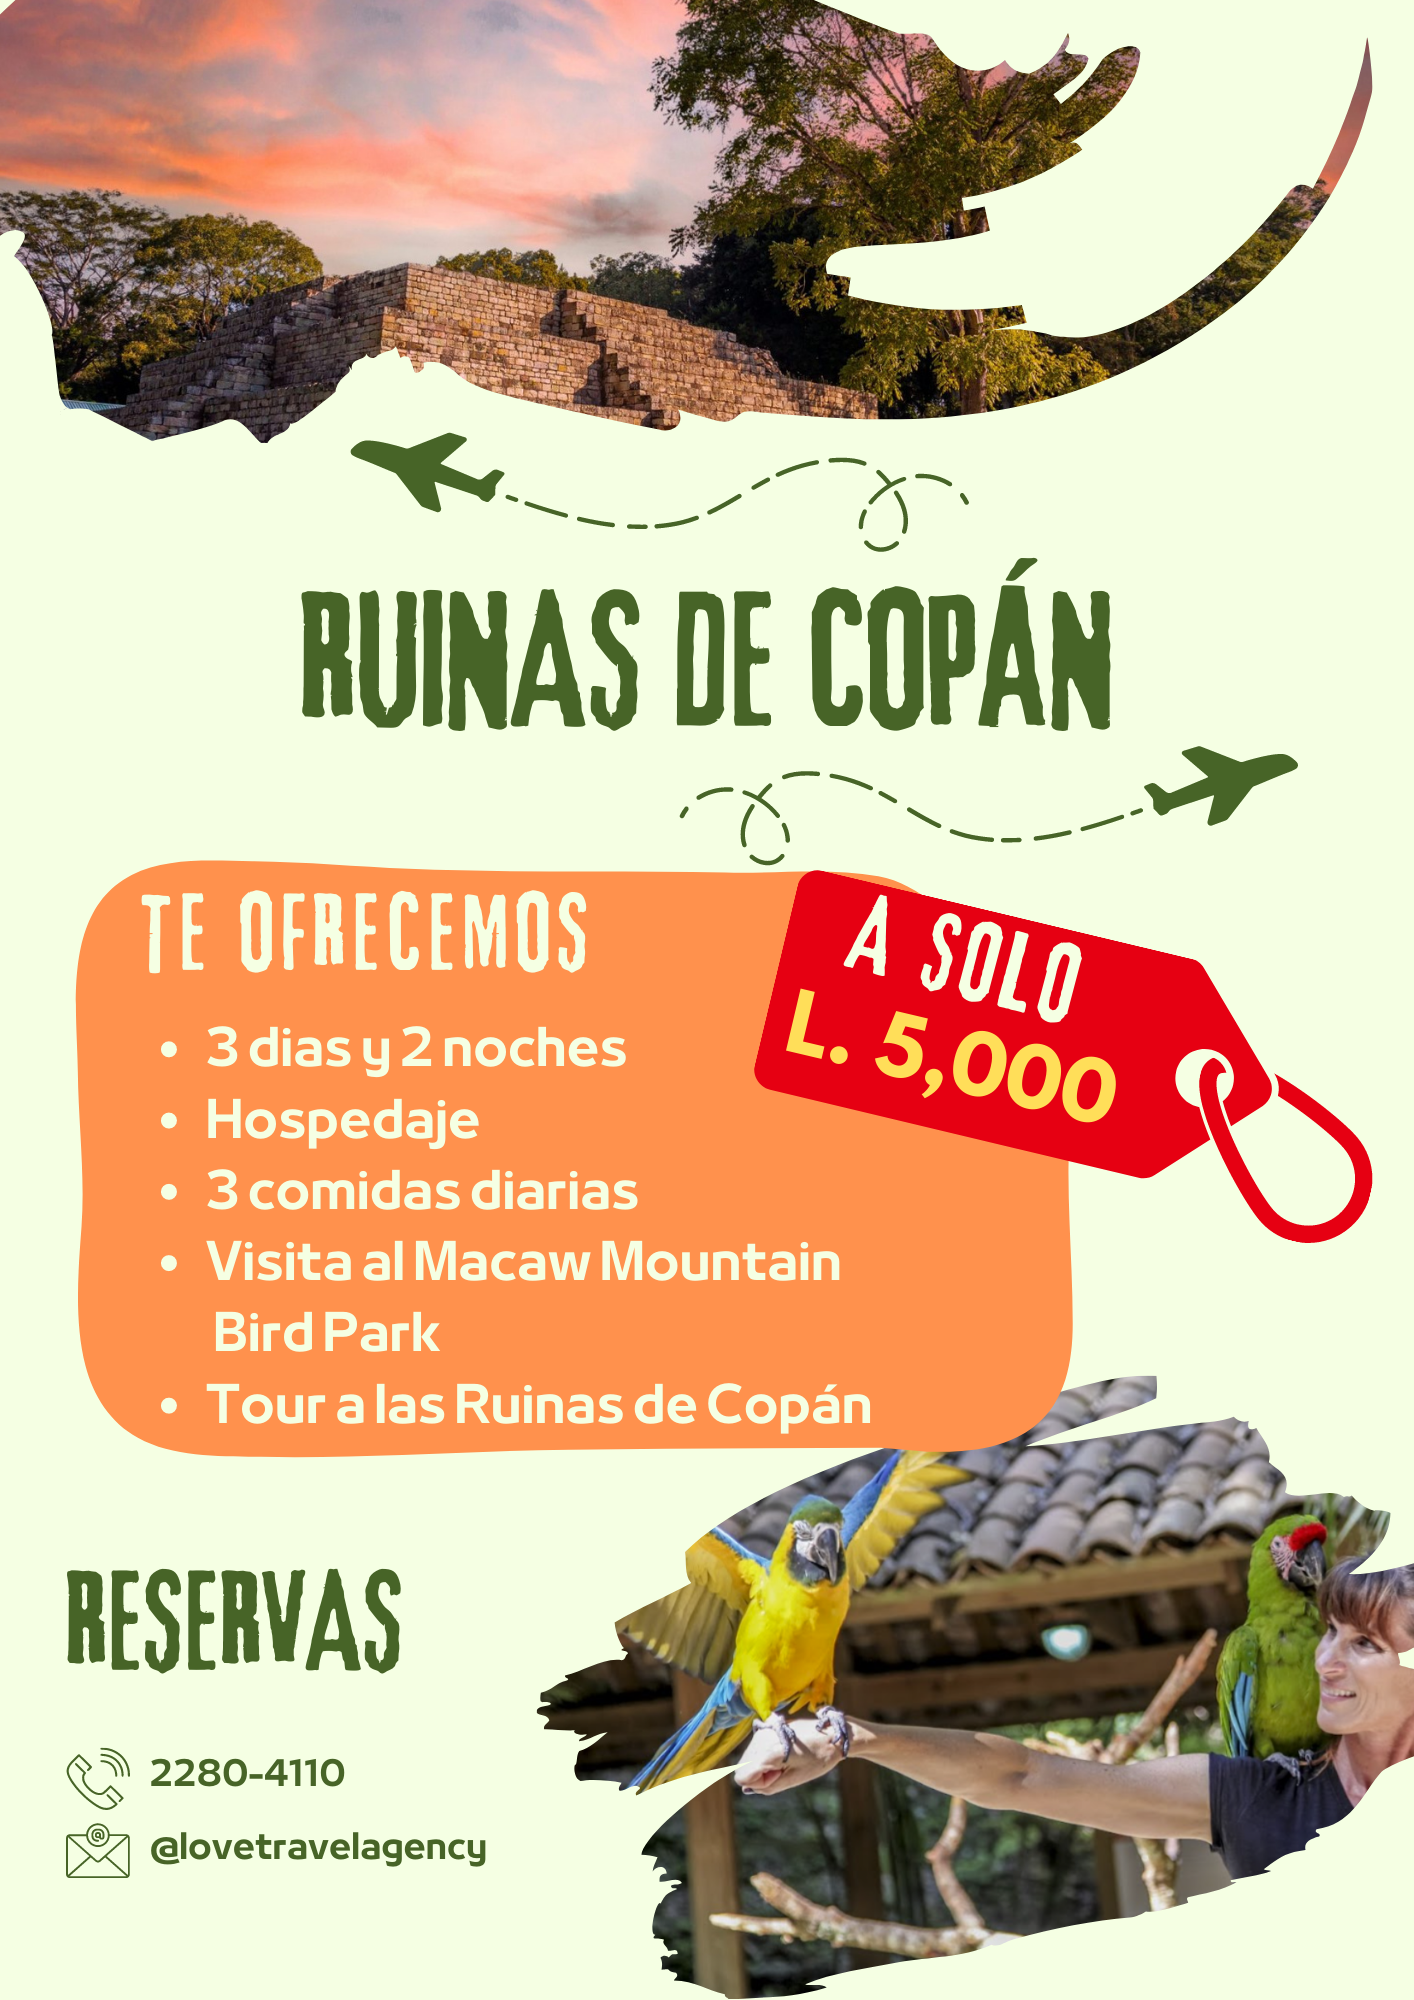 RUINAS DE COPÁN
TE OFRECEMOS
A SOLO
L. 5,000
• 3 dias y 2 noches
• Hospedaje
• 3 comidas diarias
• Visita al Macaw Mountain
Bird Park
• Tour a las Ruinas de Copán
RESERVAS
2280-4110
@lovetravelagency